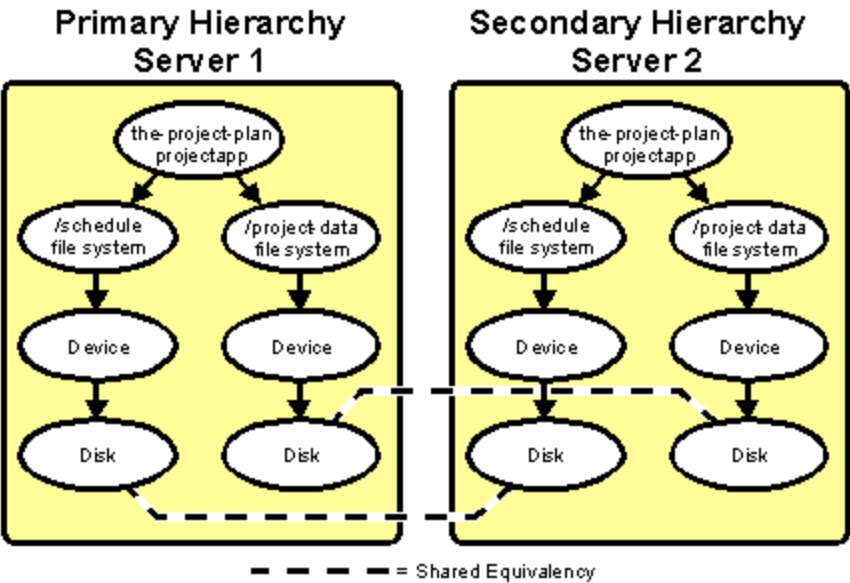 Primary Hierarchy
Server 1
Secondary Hierarchy
Server 2
the-project-plan
projectapp
/schedule
file system
/project-data
file system
Device
Device
Disk
Disk
the-project-plan
projectapp
/schedule
file system
/project-data
file system
Device
Device
Disk
Disk
= Shared Equivalency